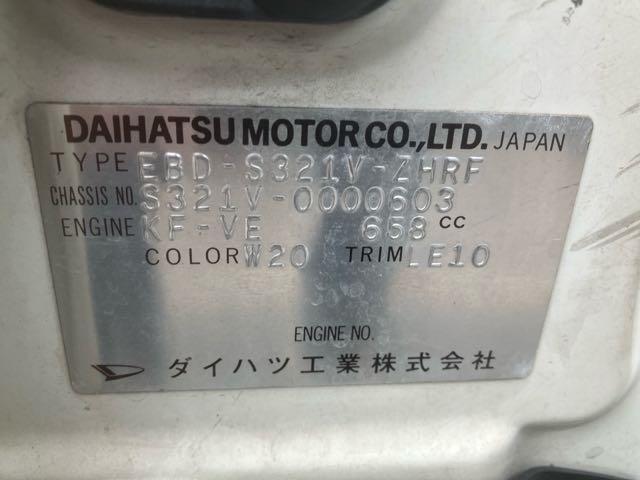 DAIHATSU MOTOR CO.,LTD. JAPAN
TYPE EBD-S321V-ZHRF
CHASSIS NO. S321V-0000603
ENGINE KF-VE 658 CC
COLOR W20 TRIM LE10
ENGINE NO.
ダイハツ工業株式会社